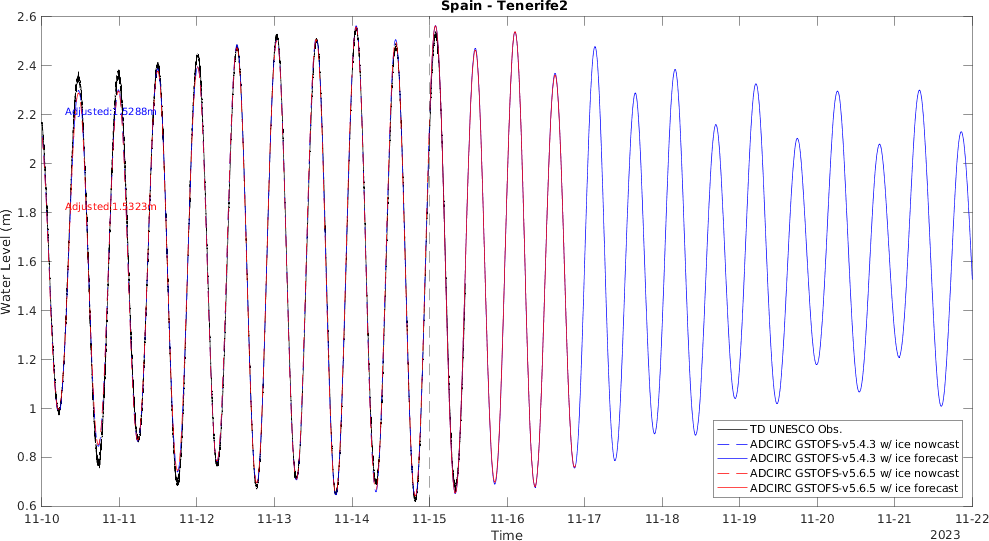 Spain - Tenerife2
2.6
2.4
2.2
2
1.8
1.6
1.4
1.2
1
0.8
0.6
Water Level (m)
Adjusted:1.5288m
Adjusted:1.5323m
TD UNESCO Obs.
ADCIRC GSTOFS-v5.4.3 w/ ice nowcast
ADCIRC GSTOFS-v5.4.3 w/ ice forecast
ADCIRC GSTOFS-v5.6.5 w/ ice nowcast
ADCIRC GSTOFS-v5.6.5 w/ ice forecast
11-10 11-11 11-12 11-13 11-14 11-15 11-16 11-17 11-18 11-19 11-20 11-21 11-22
Time
2023